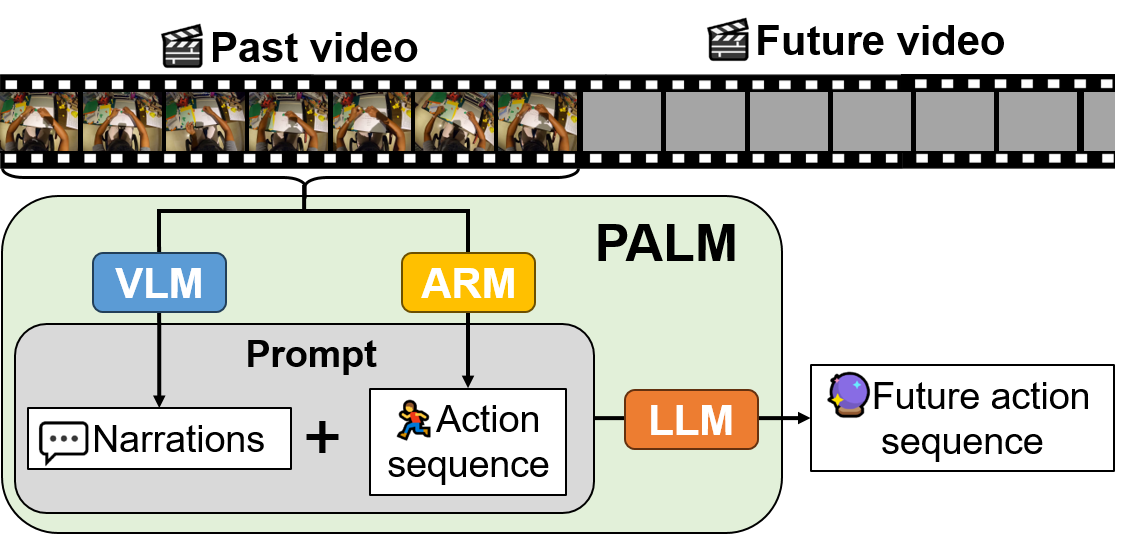 Past video
Future video
PALM
VLM
ARM
Prompt
Narrations
+
Action
sequence
LLM
Future action
sequence